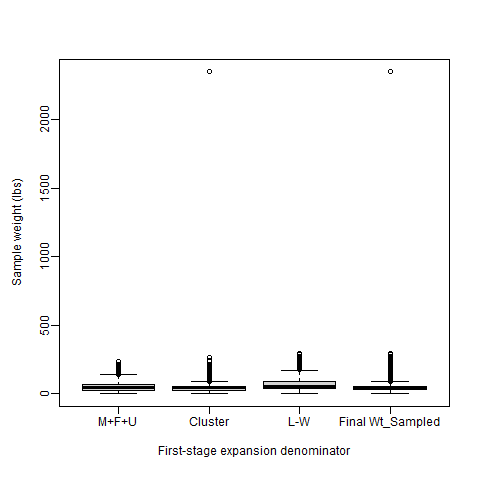 Sample weight (lbs)
2000
1500
1000
500
0
M+F+U Cluster L-W Final Wt_Sampled
First-stage expansion denominator